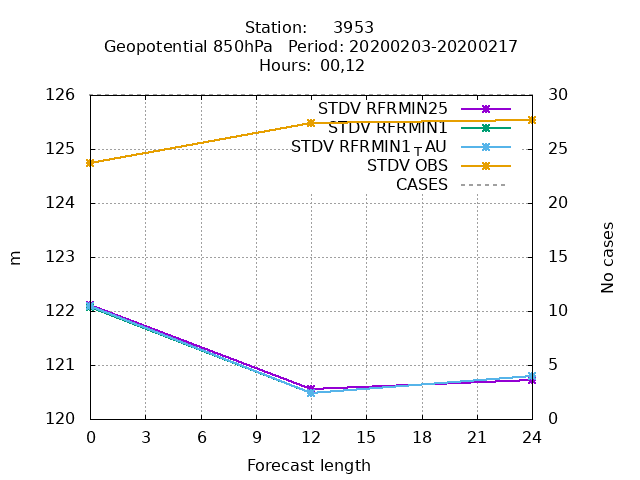 Station: 3953
Geopotential 850hPa Period: 20200203-20200217
Hours: 00,12
126
125
124
123
122
121
120
m
30
25
20
15
10
5
0
No cases
STDV RFRMIN25
STDV RFRMIN1
STDV RFRMIN1TAU
STDV OBS
CASES
0 3 6 9 12 15 18 21 24
Forecast length